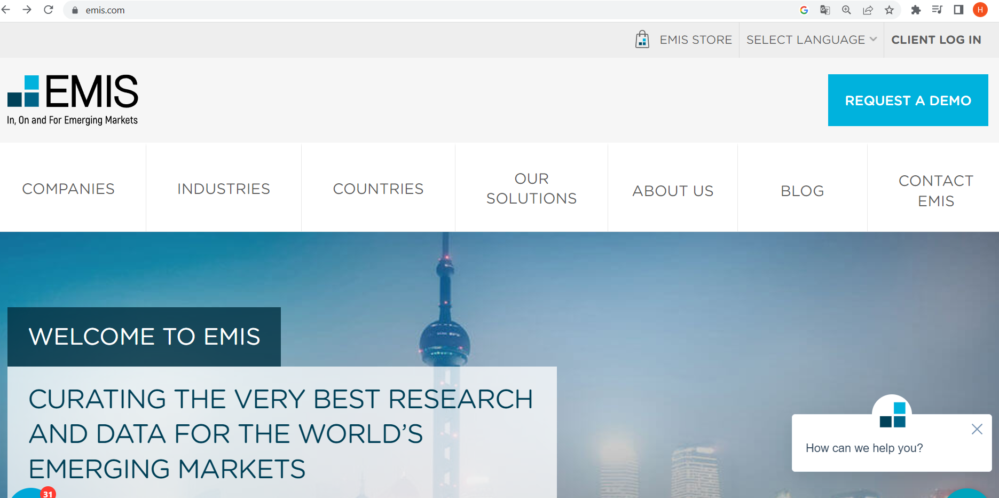 emis.com
H
EMIS STORE
SELECT LANGUAGE
CLIENT LOG IN
EMIS
In, On and For Emerging Markets
REQUEST A DEMO
COMPANIES
INDUSTRIES
COUNTRIES
OUR
SOLUTIONS
ABOUT US
BLOG
CONTACT
EMIS
WELCOME TO EMIS
CURATING THE VERY BEST RESEARCH
AND DATA FOR THE WORLD’S
EMERGING MARKETS
How can we help you?
31